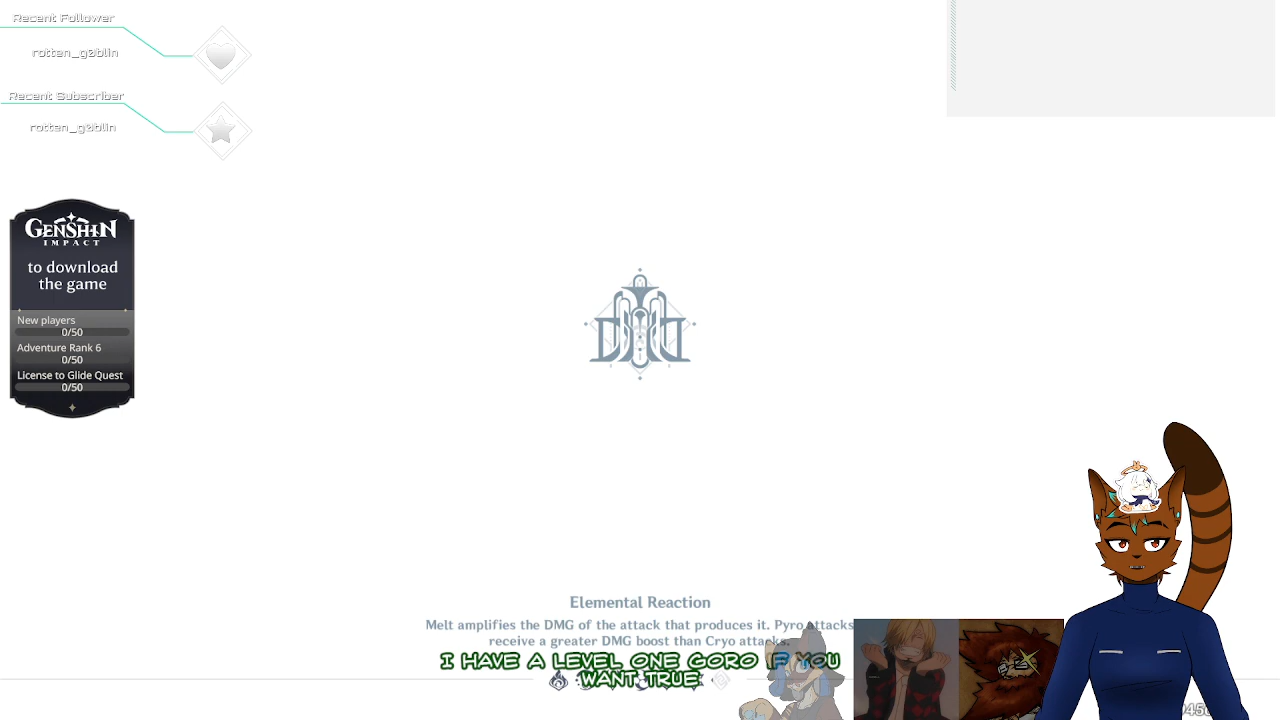 Recent Follower
rotten_g0blin
Recent Subscriber
rotten_g0blin
GENSHIN
IMPACT
to download
the game
New players
0/50
Adventure Rank 6
0/50
License to Glide Quest
0/50
Elemental Reaction
Melt amplifies the DMG of the attack that produces it. Pyro attacks
receive a greater DMG boost than Cryo attacks.
I HAVE A LEVEL ONE GORO IF YOU
WANT TRUE